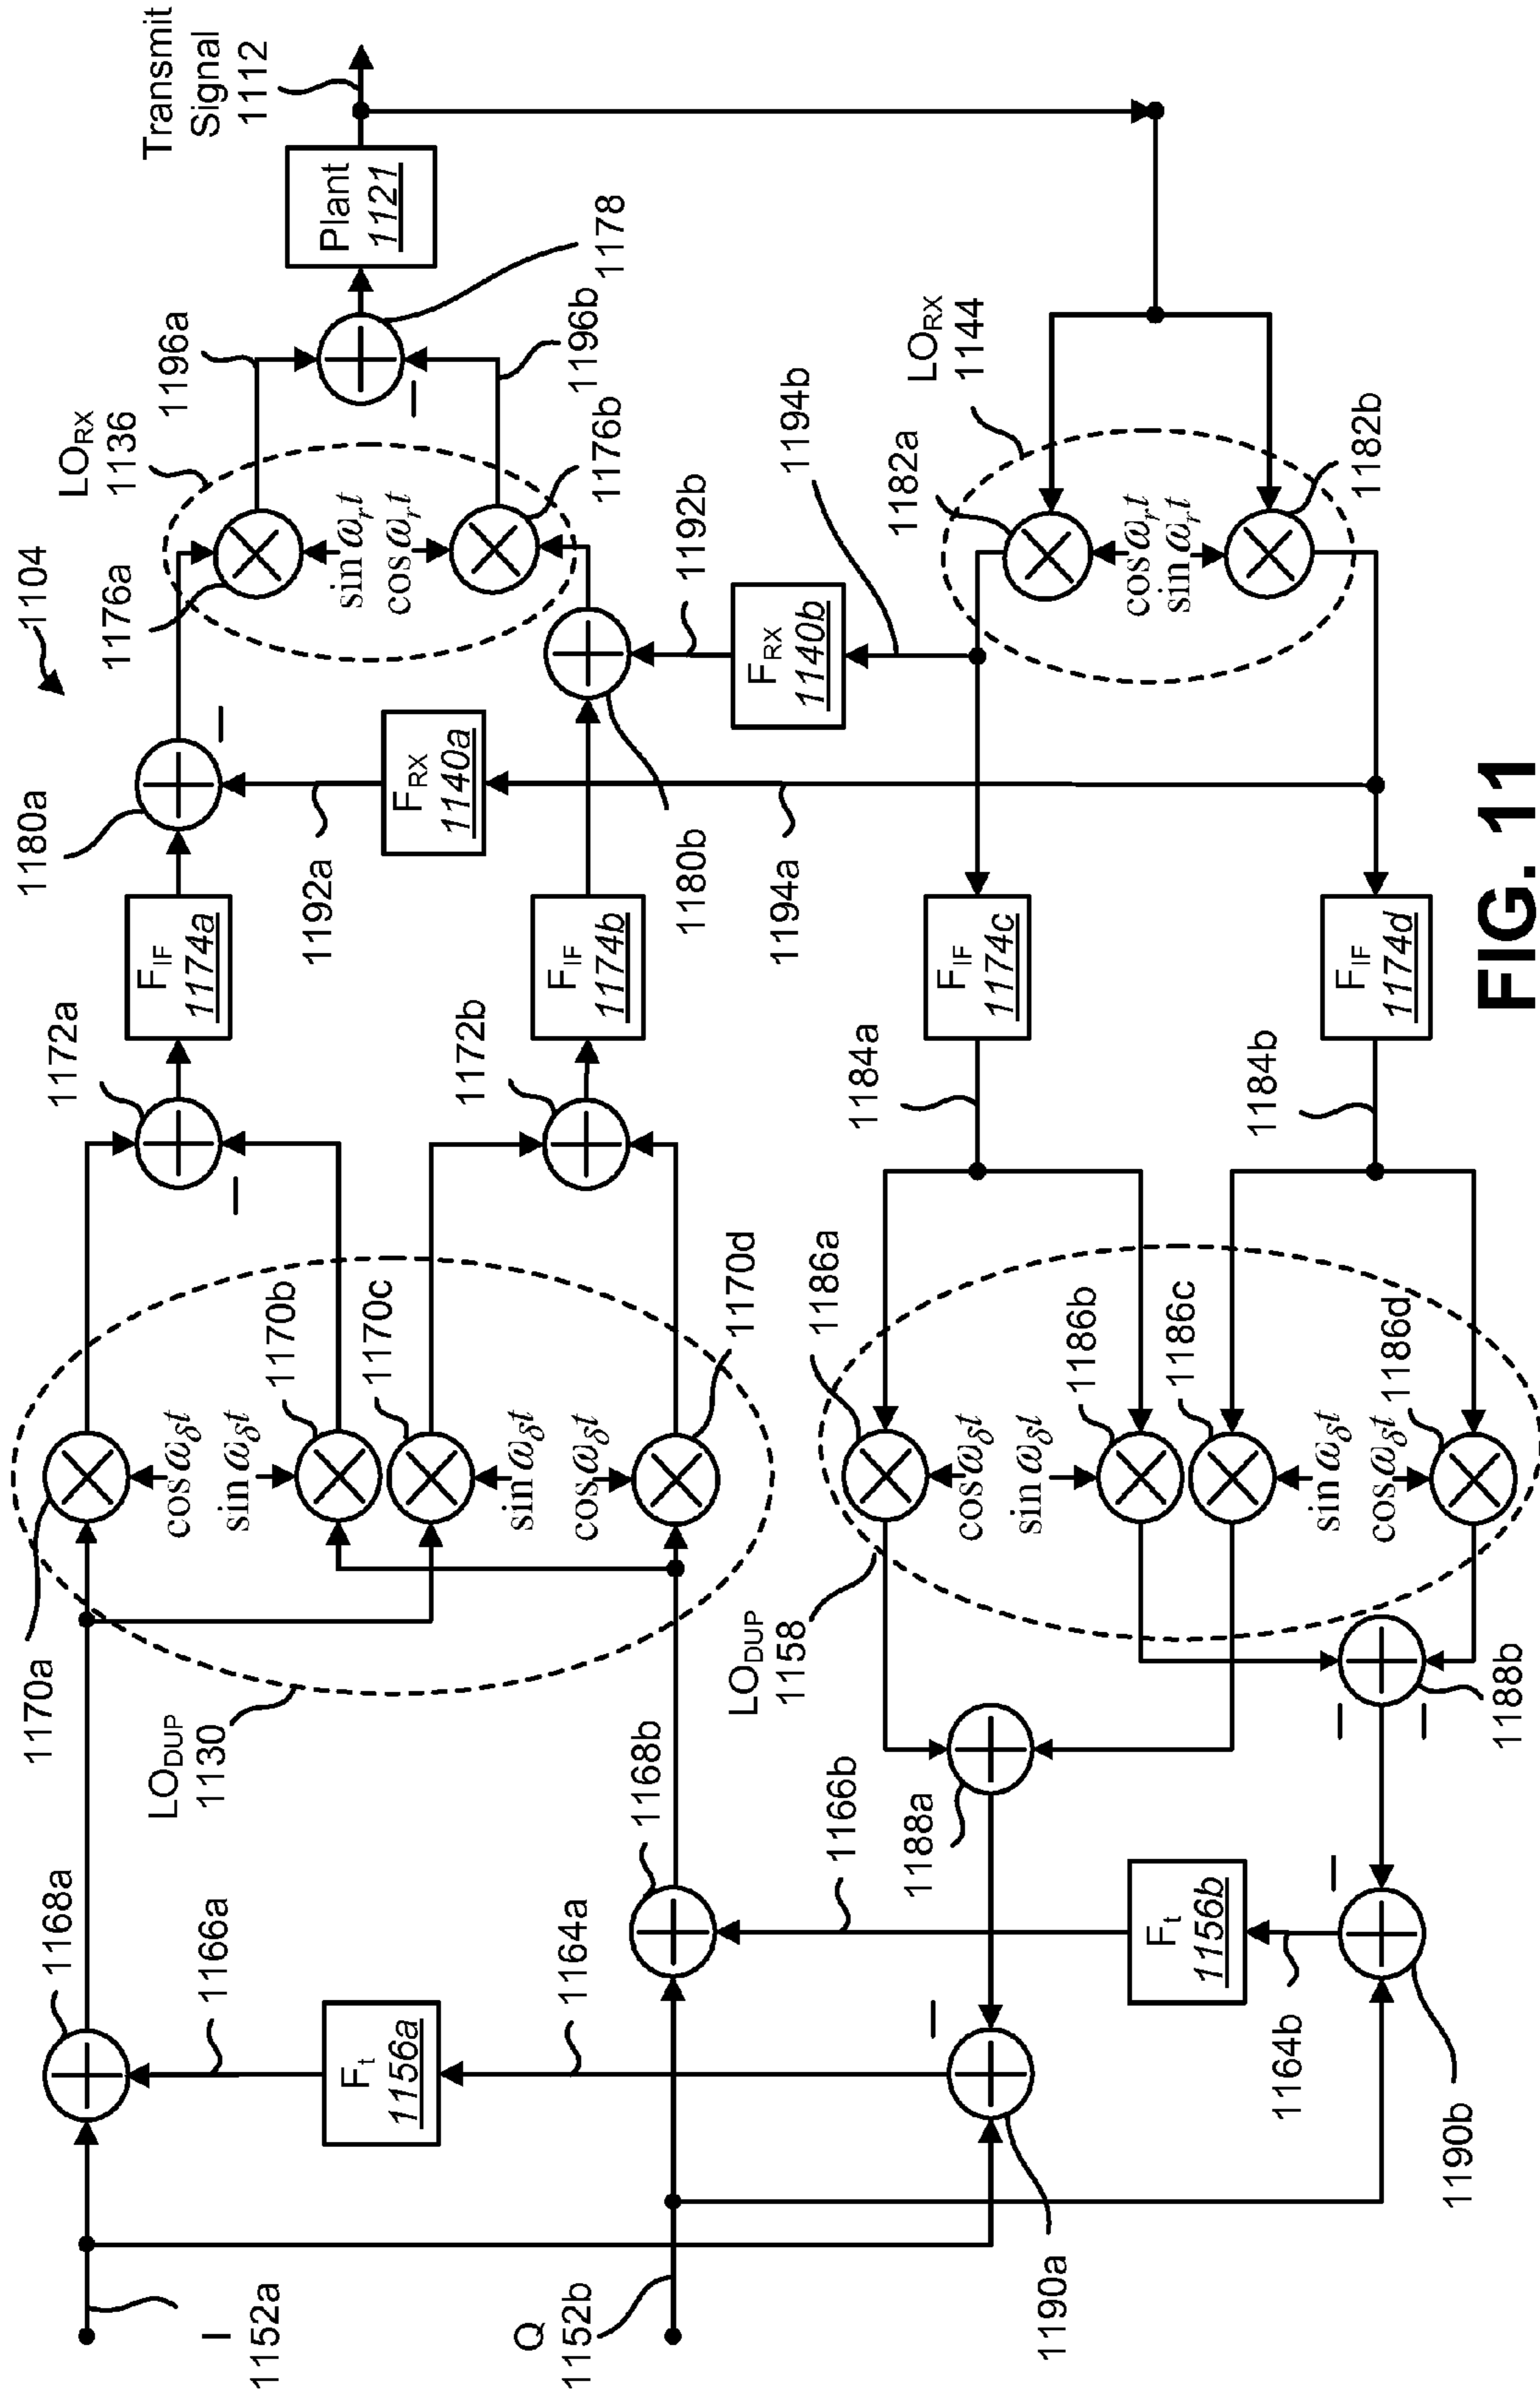 1104
Transmit
Signal
1112
Plant
1121
1178
LO_RX
1136
1196a
1196b
1176a
sin ω_r t
cos ω_r t
1176b
1180a
–
–
F_RX
1140a
1192a
1194a
1180b
F_RX
1140b
1192b
1194b
LO_RX
1144
1182a
cos ω_r t
sin ω_r t
1182b
F_IF
1174a
F_IF
1174b
F_IF
1174c
F_IF
1174d
1172a
–
1172b
1184a
1184b
1170a
cos ω_δ t
sin ω_δ t
1170b
1170c
sin ω_δ t
cos ω_δ t
1170d
LO_DUP
1130
1186a
cos ω_δ t
sin ω_δ t
1186b
1186c
sin ω_δ t
cos ω_δ t
1186d
LO_DUP
1158
1188a
–
–
1188b
1168a
1166a
F_t
1156a
1164a
1168b
1166b
F_t
1156b
1164b
–
1190a
–
1190b
I
1152a
Q
1152b
FIG. 11